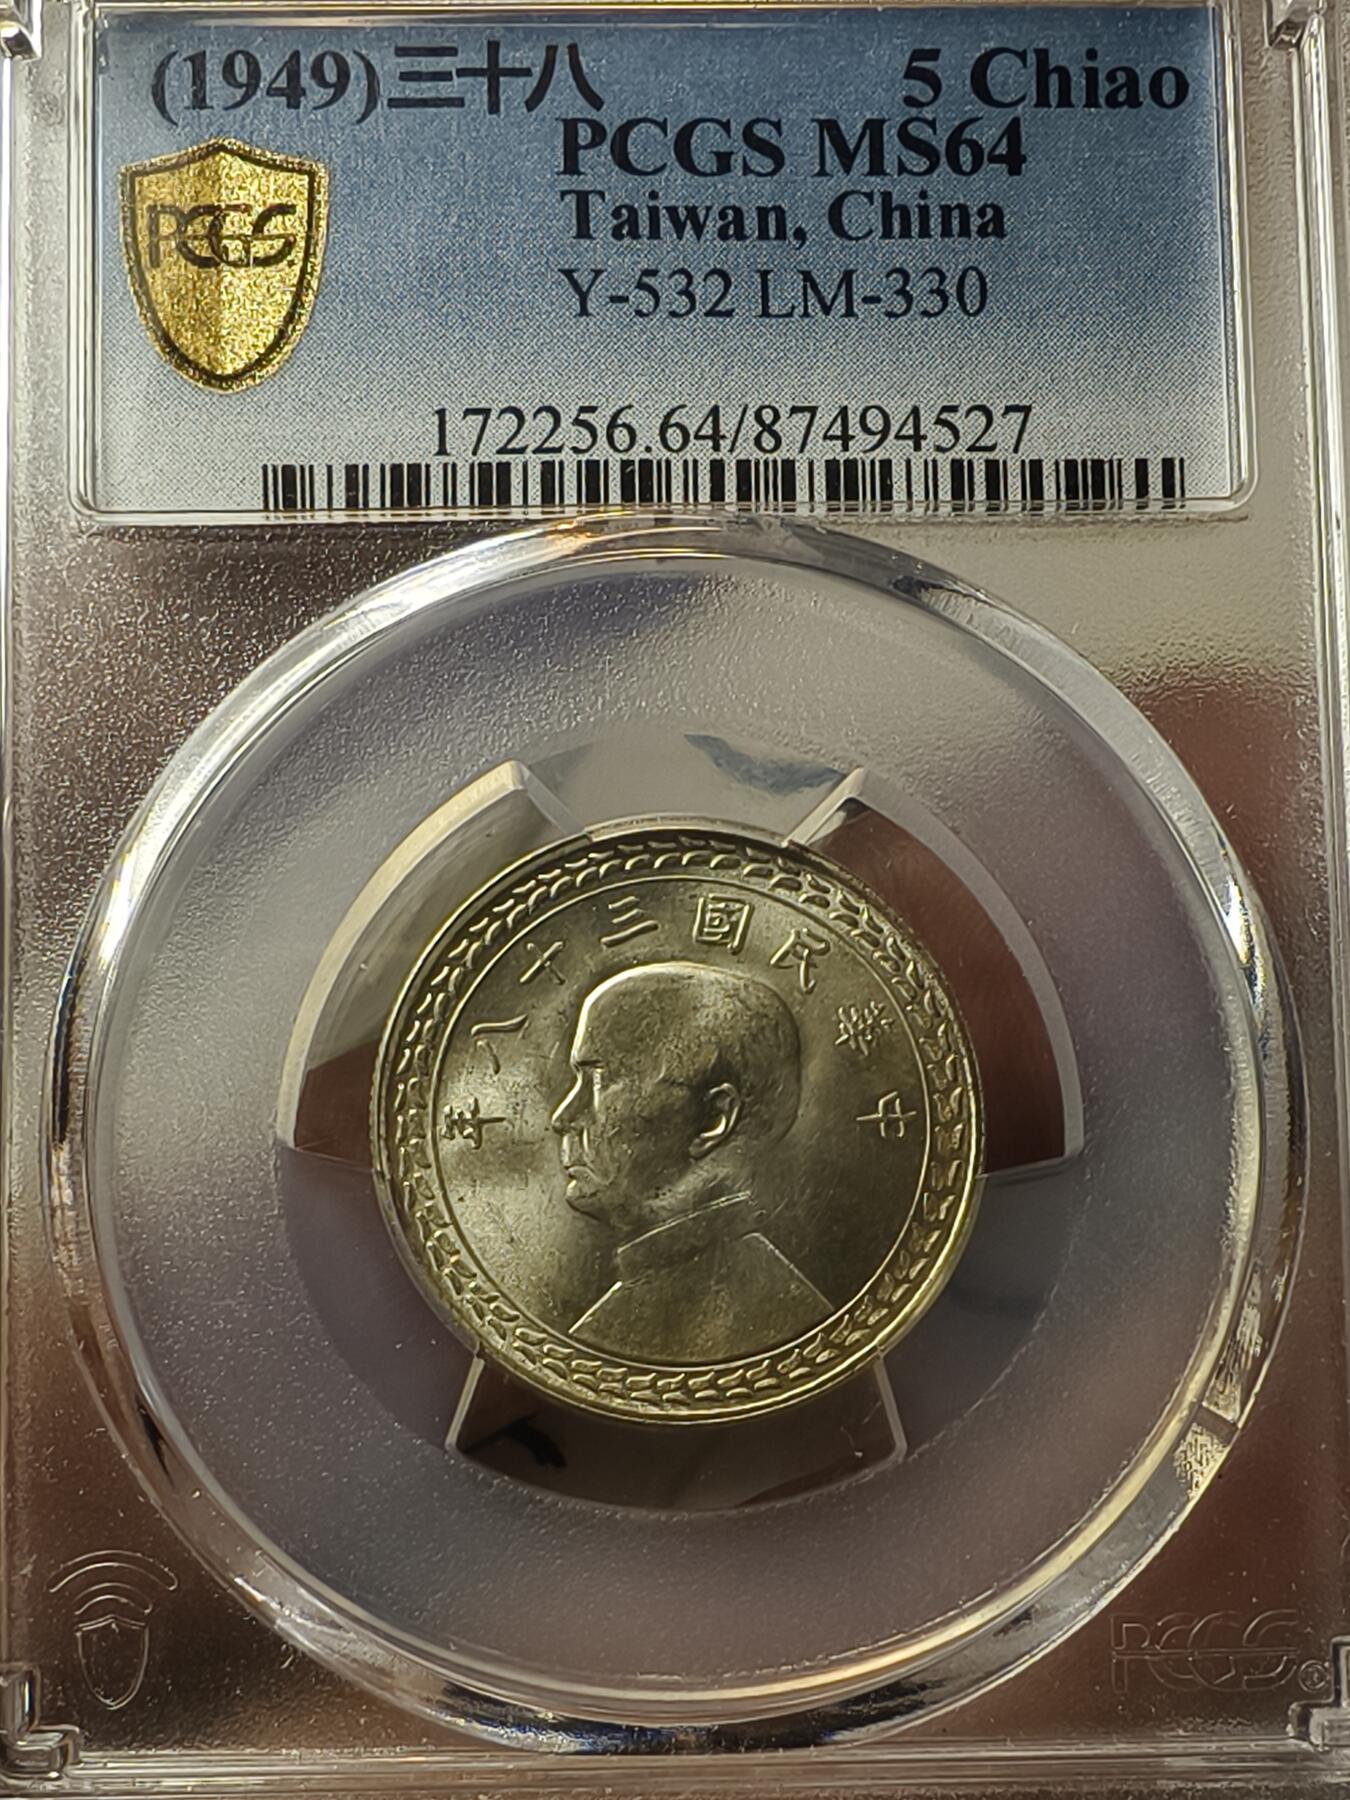 (1949)三十八 5 Chiao
PCGS MS64
Taiwan, China
Y-532 LM-330
PCGS
172256.64/87494527
中華民國三十八年
PCGS